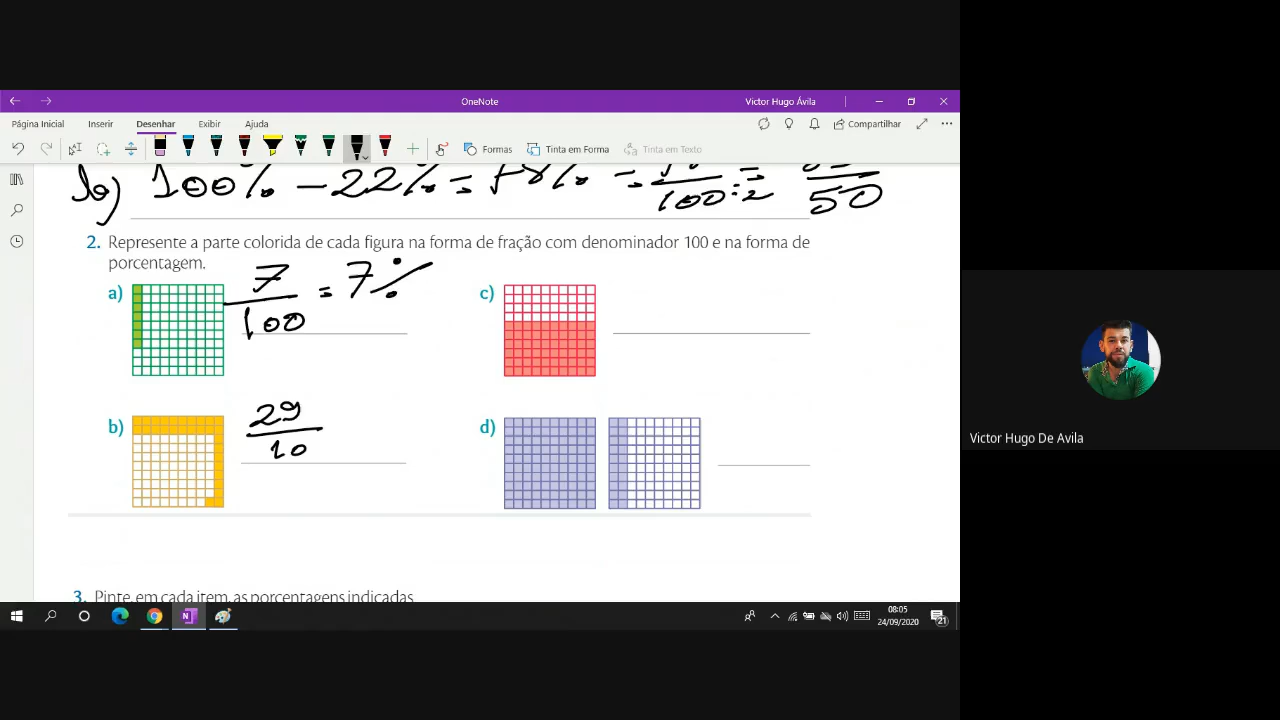 OneNote
Victor Hugo Ávila
Página Inicial Inserir Desenhar Exibir Ajuda
Compartilhar
Formas Tinta em Forma Tinta em Texto
b) 100% - 22% = 78% = /100 :2 = /50
2. Represente a parte colorida de cada figura na forma de fração com denominador 100 e na forma de
porcentagem.
a) 7/100 = 7%
c)
b) 29/10
d)
3. Pinte, em cada item, as porcentagens indicadas
Victor Hugo De Avila
08:05
24/09/2020
21